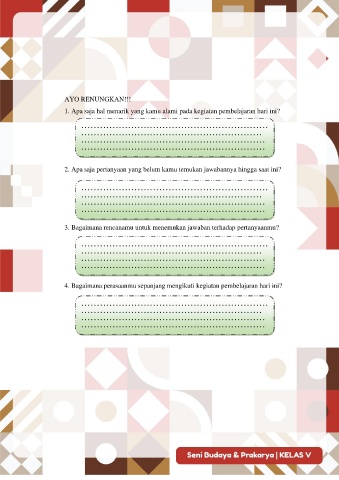 AYO RENUNGKAN!!!
1. Apa saja hal menarik yang kamu alami pada kegiatan pembelajaran hari ini?
2. Apa saja pertanyaan yang belum kamu temukan jawabannya hingga saat ini?
3. Bagaimana rencanamu untuk menemukan jawaban terhadap pertanyaanmu?
4. Bagaimana perasaanmu sepanjang mengikuti kegiatan pembelajaran hari ini?
Seni Budaya & Prakarya | KELAS V